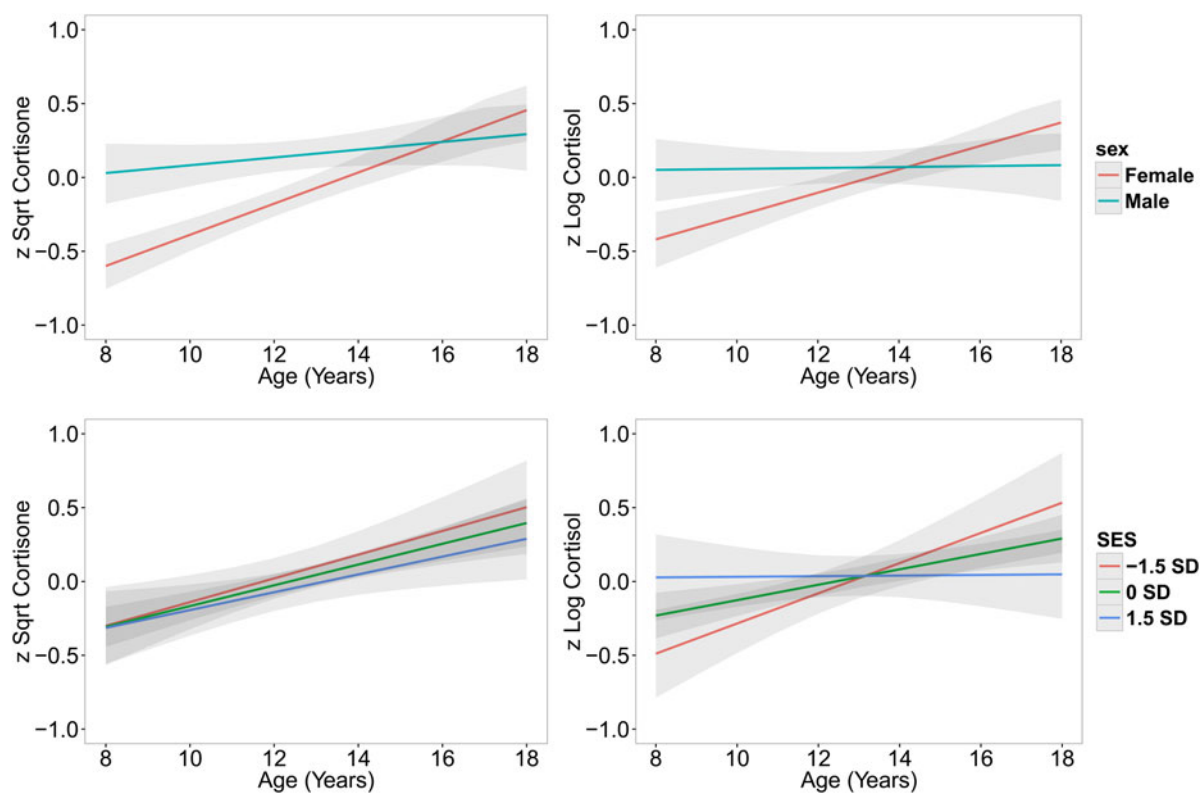 1.0
0.5
0.0
−0.5
−1.0
z Sqrt Cortisone
8 10 12 14 16 18
Age (Years)
1.0
0.5
0.0
−0.5
−1.0
z Log Cortisol
8 10 12 14 16 18
Age (Years)
sex
Female
Male
1.0
0.5
0.0
−0.5
−1.0
z Sqrt Cortisone
8 10 12 14 16 18
Age (Years)
1.0
0.5
0.0
−0.5
−1.0
z Log Cortisol
8 10 12 14 16 18
Age (Years)
SES
−1.5 SD
0 SD
1.5 SD